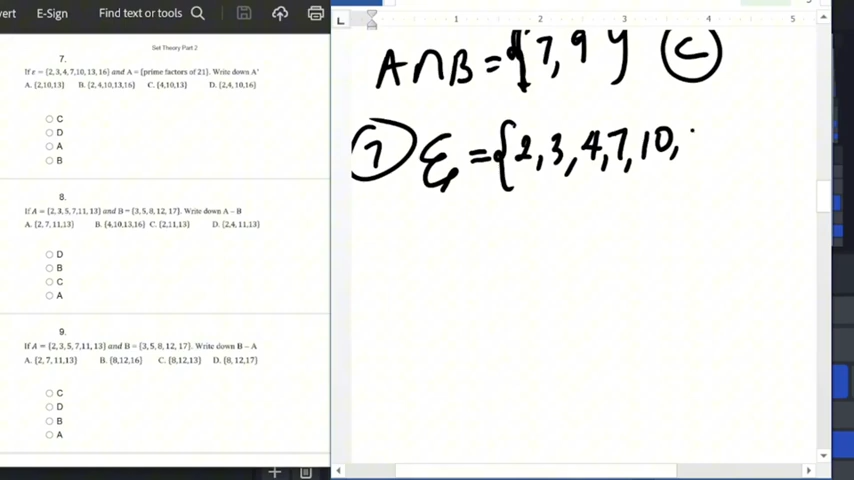 vert E-Sign Find text or tools
Set Theory Part 2
7.
If ε = {2,3,4,7,10,13,16} and A = {prime factors of 21}. Write down A'
A. {2,10,13} B. {2,4,10,13,16} C. {4,10,13} D. {2,4,10,16}
C
D
A
B
8.
If A = {2,3,5,7,11,13} and B = {3,5,8,12,17}. Write down A – B
A. {2,7,11,13} B. {4,10,13,16} C. {2,11,13} D. {2,4,11,13}
D
B
C
A
9.
If A = {2,3,5,7,11,13} and B = {3,5,8,12,17}. Write down B – A
A. {2,7,11,13} B. {8,12,16} C. {8,12,13} D. {8,12,17}
C
D
B
A
1 2 3 4 5
A∩B={7,9} C
7 ε={2,3,4,7,10,